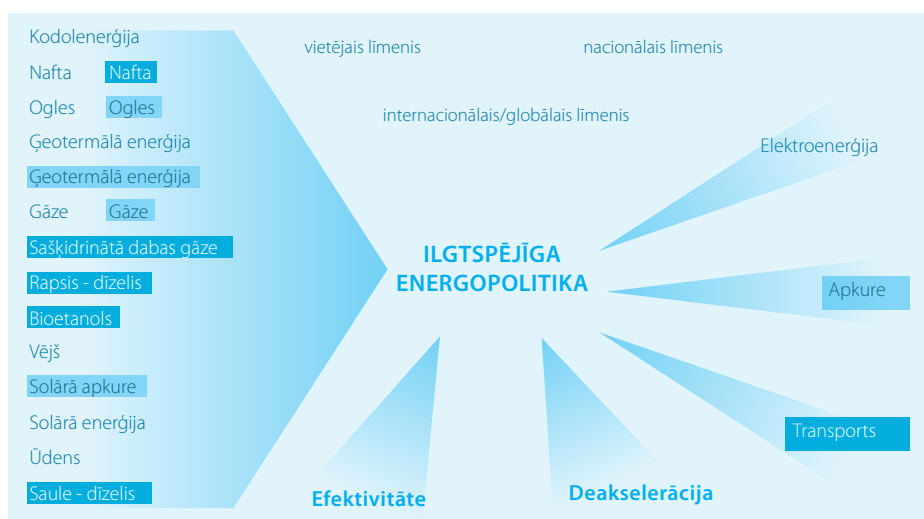 Kodolenerģija
Nafta Nafta
Ogles Ogles
Ģeotermālā enerģija
Ģeotermālā enerģija
Gāze Gāze
Sašķidrinātā dabas gāze
Rapsis - dīzelis
Bioetanols
Vējš
Solārā apkure
Solārā enerģija
Ūdens
Saule - dīzelis
vietējais līmenis
nacionālais līmenis
internacionālais/globālais līmenis
ILGTSPĒJĪGA
ENERGOPOLITIKA
Elektroenerģija
Apkure
Transports
Efektivitāte
Deakselerācija